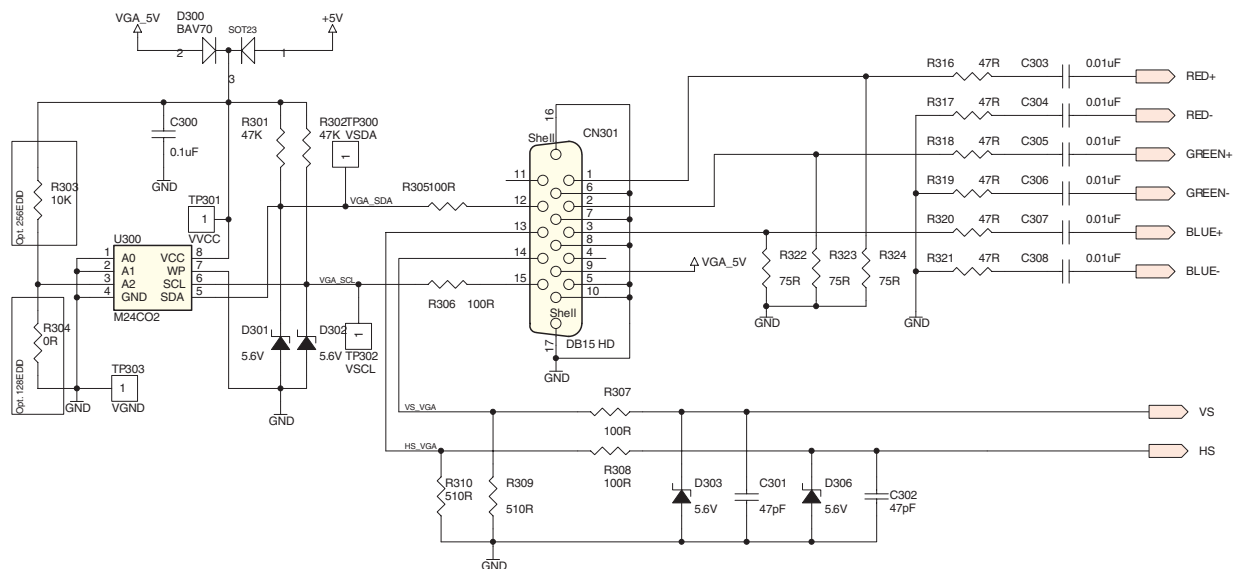 VGA_5V
D300
BAV70
SOT23
+5V
2
1
3
C300
0.1uF
GND
R301
47K
R302
47K
TP300
VSDA
1
Opt. 256EDD
R303
10K
TP301
1
VVCC
U300
1 A0 VCC 8
2 A1 WP 7
3 A2 SCL 6
4 GND SDA 5
M24CO2
Opt. 128EDD
R304
0R
TP303
1
VGND
GND
VGA_SDA
R305 100R
VGA_SCL
R306 100R
D301
5.6V
D302
5.6V
1
TP302
VSCL
GND
16
CN301
Shell
11
1
6
12
2
7
13
3
8
14
4
9
15
5
10
Shell
17
DB15 HD
GND
VGA_5V
R316 47R C303 0.01uF RED+
R317 47R C304 0.01uF RED-
R318 47R C305 0.01uF GREEN+
R319 47R C306 0.01uF GREEN-
R320 47R C307 0.01uF BLUE+
R321 47R C308 0.01uF BLUE-
R322
75R
R323
75R
R324
75R
GND
GND
VS_VGA
R307
100R
VS
HS_VGA
R308
100R
HS
R310
510R
R309
510R
D303
5.6V
C301
47pF
D306
5.6V
C302
47pF
GND